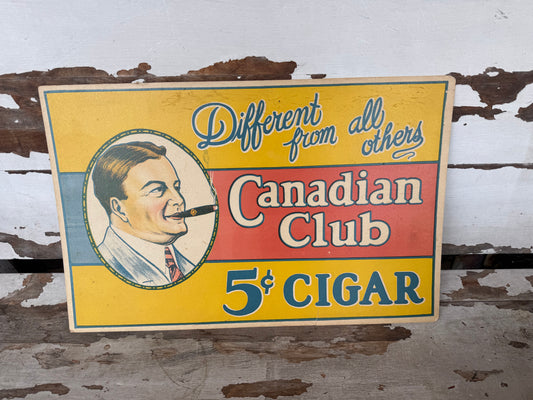 Different
from all
others
Canadian
Club
5¢ CIGAR